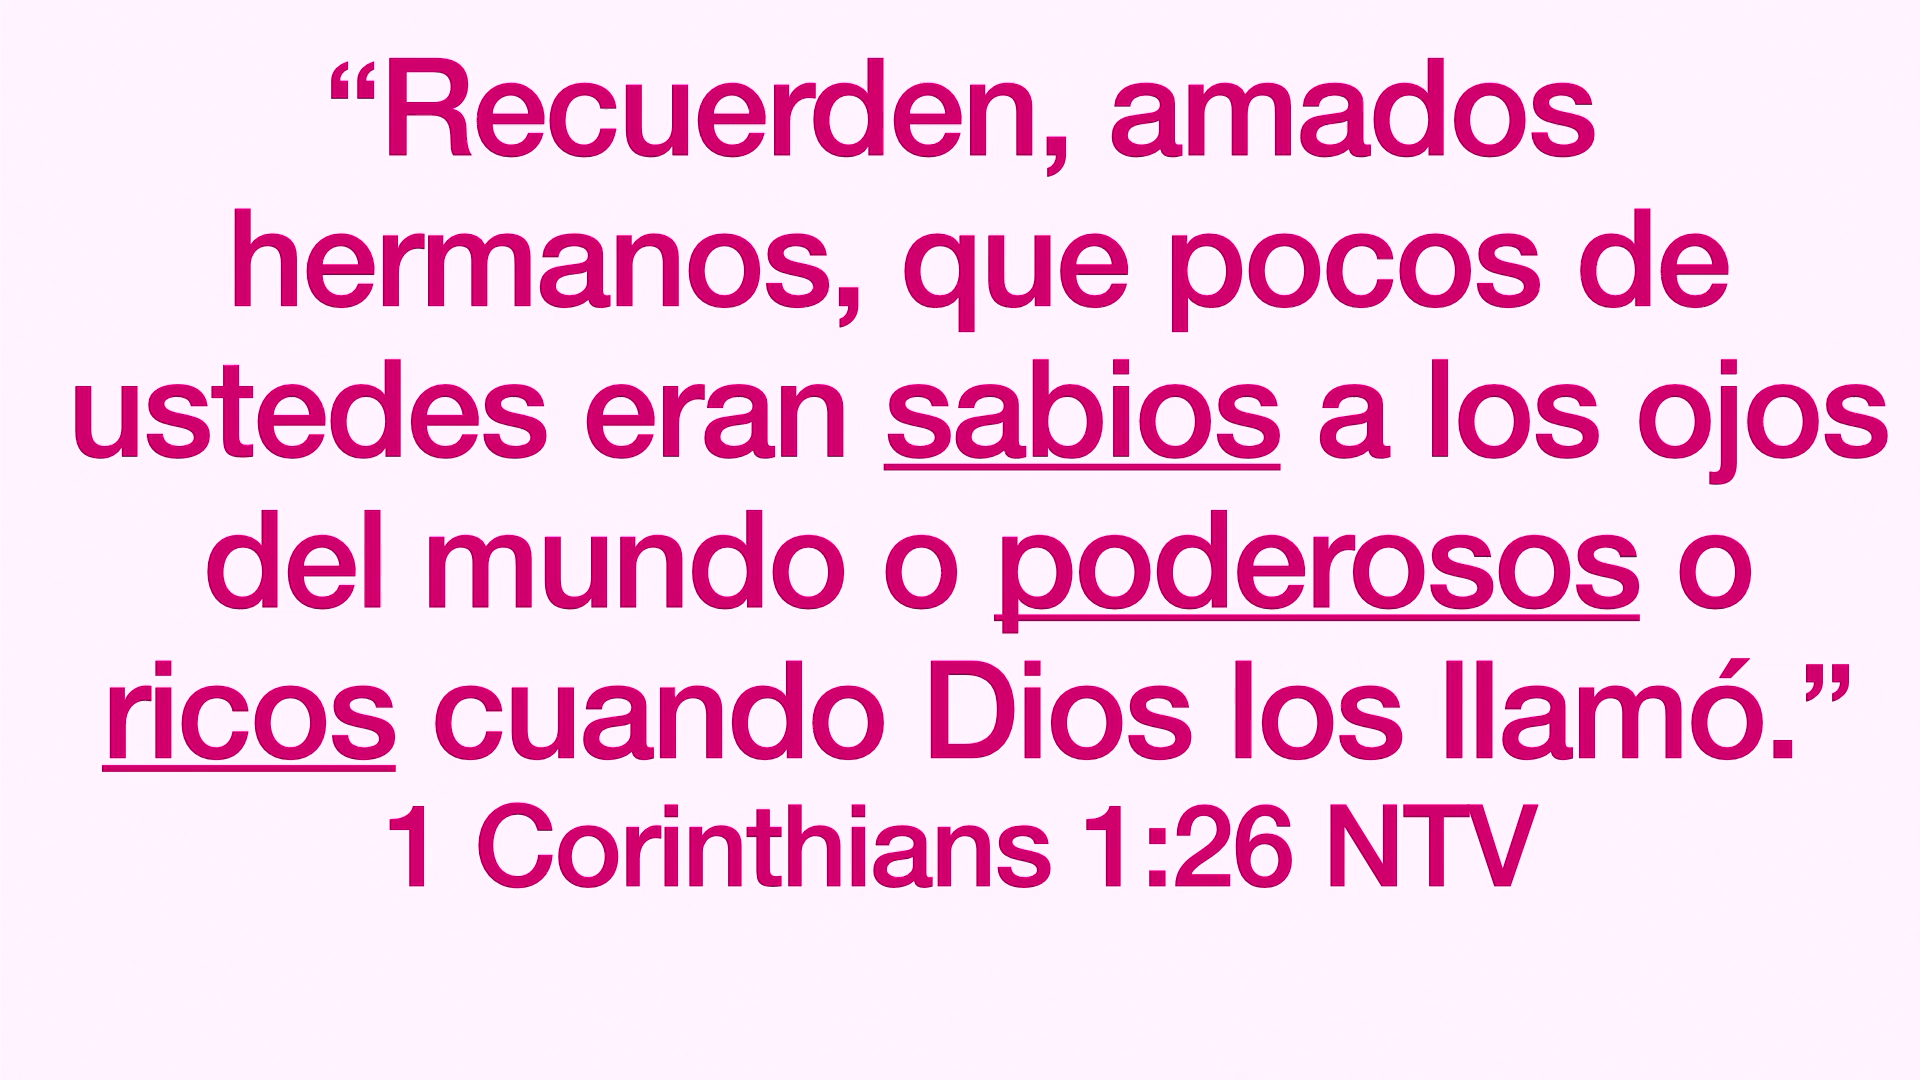 “Recuerden, amados
hermanos, que pocos de
ustedes eran sabios a los ojos
del mundo o poderosos o
ricos cuando Dios los llamó.”
1 Corinthians 1:26 NTV